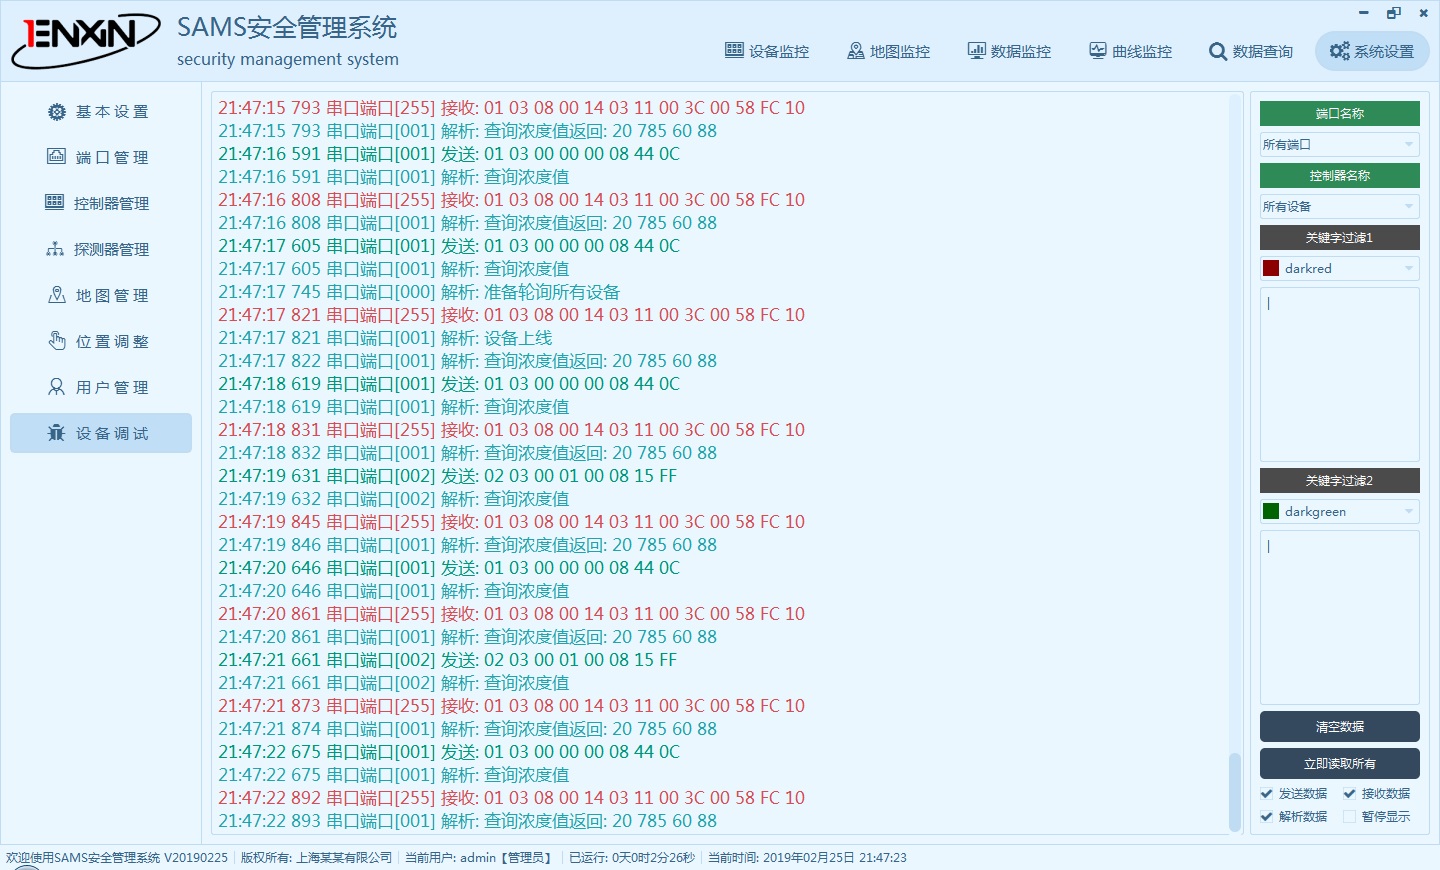 1ENXIN
SAMS安全管理系统
security management system
设备监控
地图监控
数据监控
曲线监控
数据查询
系统设置
基本设置
端口管理
控制器管理
探测器管理
地图管理
位置调整
用户管理
设备调试
21:47:15 793 串口端口[255] 接收: 01 03 08 00 14 03 11 00 3C 00 58 FC 10
21:47:15 793 串口端口[001] 解析: 查询浓度值返回: 20 785 60 88
21:47:16 591 串口端口[001] 发送: 01 03 00 00 00 08 44 0C
21:47:16 591 串口端口[001] 解析: 查询浓度值
21:47:16 808 串口端口[255] 接收: 01 03 08 00 14 03 11 00 3C 00 58 FC 10
21:47:16 808 串口端口[001] 解析: 查询浓度值返回: 20 785 60 88
21:47:17 605 串口端口[001] 发送: 01 03 00 00 00 08 44 0C
21:47:17 605 串口端口[001] 解析: 查询浓度值
21:47:17 745 串口端口[000] 解析: 准备轮询所有设备
21:47:17 821 串口端口[255] 接收: 01 03 08 00 14 03 11 00 3C 00 58 FC 10
21:47:17 821 串口端口[001] 解析: 设备上线
21:47:17 822 串口端口[001] 解析: 查询浓度值返回: 20 785 60 88
21:47:18 619 串口端口[001] 发送: 01 03 00 00 00 08 44 0C
21:47:18 619 串口端口[001] 解析: 查询浓度值
21:47:18 831 串口端口[255] 接收: 01 03 08 00 14 03 11 00 3C 00 58 FC 10
21:47:18 832 串口端口[001] 解析: 查询浓度值返回: 20 785 60 88
21:47:19 631 串口端口[002] 发送: 02 03 00 01 00 08 15 FF
21:47:19 632 串口端口[002] 解析: 查询浓度值
21:47:19 845 串口端口[255] 接收: 01 03 08 00 14 03 11 00 3C 00 58 FC 10
21:47:19 846 串口端口[001] 解析: 查询浓度值返回: 20 785 60 88
21:47:20 646 串口端口[001] 发送: 01 03 00 00 00 08 44 0C
21:47:20 646 串口端口[001] 解析: 查询浓度值
21:47:20 861 串口端口[255] 接收: 01 03 08 00 14 03 11 00 3C 00 58 FC 10
21:47:20 861 串口端口[001] 解析: 查询浓度值返回: 20 785 60 88
21:47:21 661 串口端口[002] 发送: 02 03 00 01 00 08 15 FF
21:47:21 661 串口端口[002] 解析: 查询浓度值
21:47:21 873 串口端口[255] 接收: 01 03 08 00 14 03 11 00 3C 00 58 FC 10
21:47:21 874 串口端口[001] 解析: 查询浓度值返回: 20 785 60 88
21:47:22 675 串口端口[001] 发送: 01 03 00 00 00 08 44 0C
21:47:22 675 串口端口[001] 解析: 查询浓度值
21:47:22 892 串口端口[255] 接收: 01 03 08 00 14 03 11 00 3C 00 58 FC 10
21:47:22 893 串口端口[001] 解析: 查询浓度值返回: 20 785 60 88
端口名称
所有端口
控制器名称
所有设备
关键字过滤1
darkred
关键字过滤2
darkgreen
清空数据
立即读取所有
发送数据 接收数据
解析数据 暂停显示
欢迎使用SAMS安全管理系统 V20190225 版权所有: 上海某某有限公司 当前用户: admin【管理员】 已运行: 0天0时2分26秒 当前时间: 2019年02月25日 21:47:23